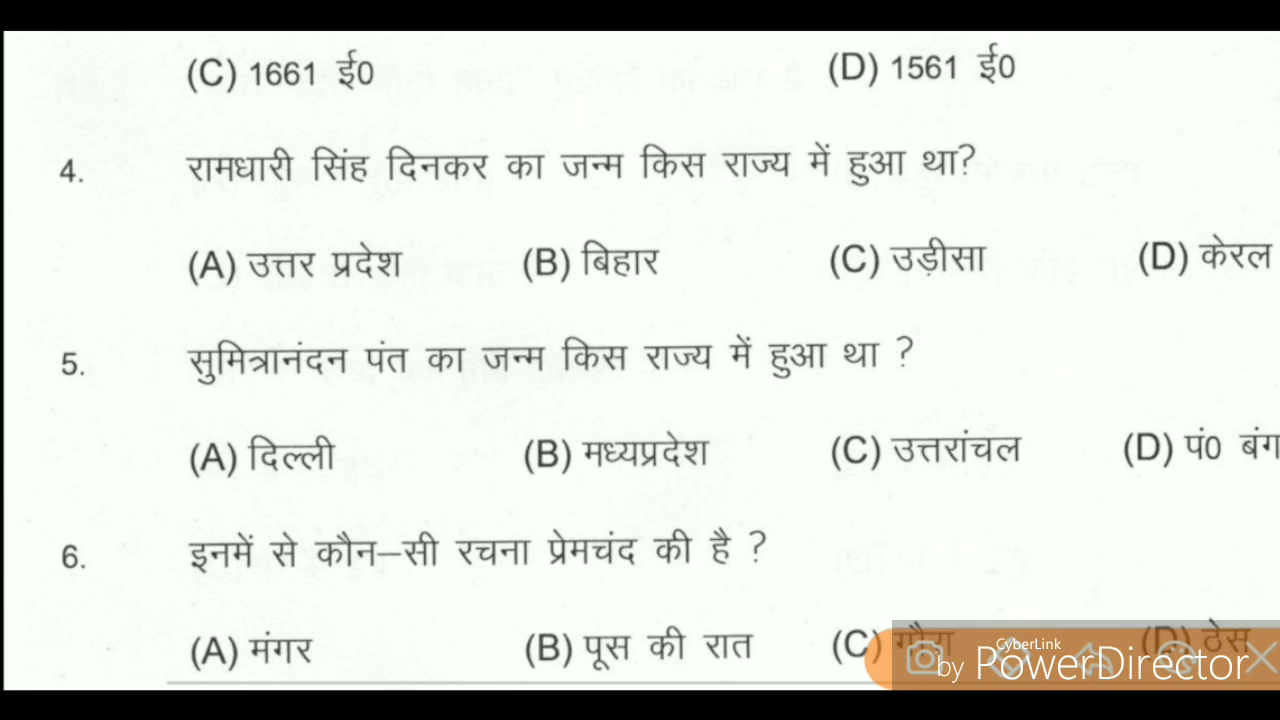 (C) 1661 ई0 (D) 1561 ई0
4. रामधारी सिंह दिनकर का जन्म किस राज्य में हुआ था?
(A) उत्तर प्रदेश (B) बिहार (C) उड़ीसा (D) केरल
5. सुमित्रानंदन पंत का जन्म किस राज्य में हुआ था ?
(A) दिल्ली (B) मध्यप्रदेश (C) उत्तरांचल (D) पं0 बंग
6. इनमें से कौन–सी रचना प्रेमचंद की है ?
(A) मंगर (B) पूस की रात (C) (D) ठेस
CyberLink
by PowerDirector